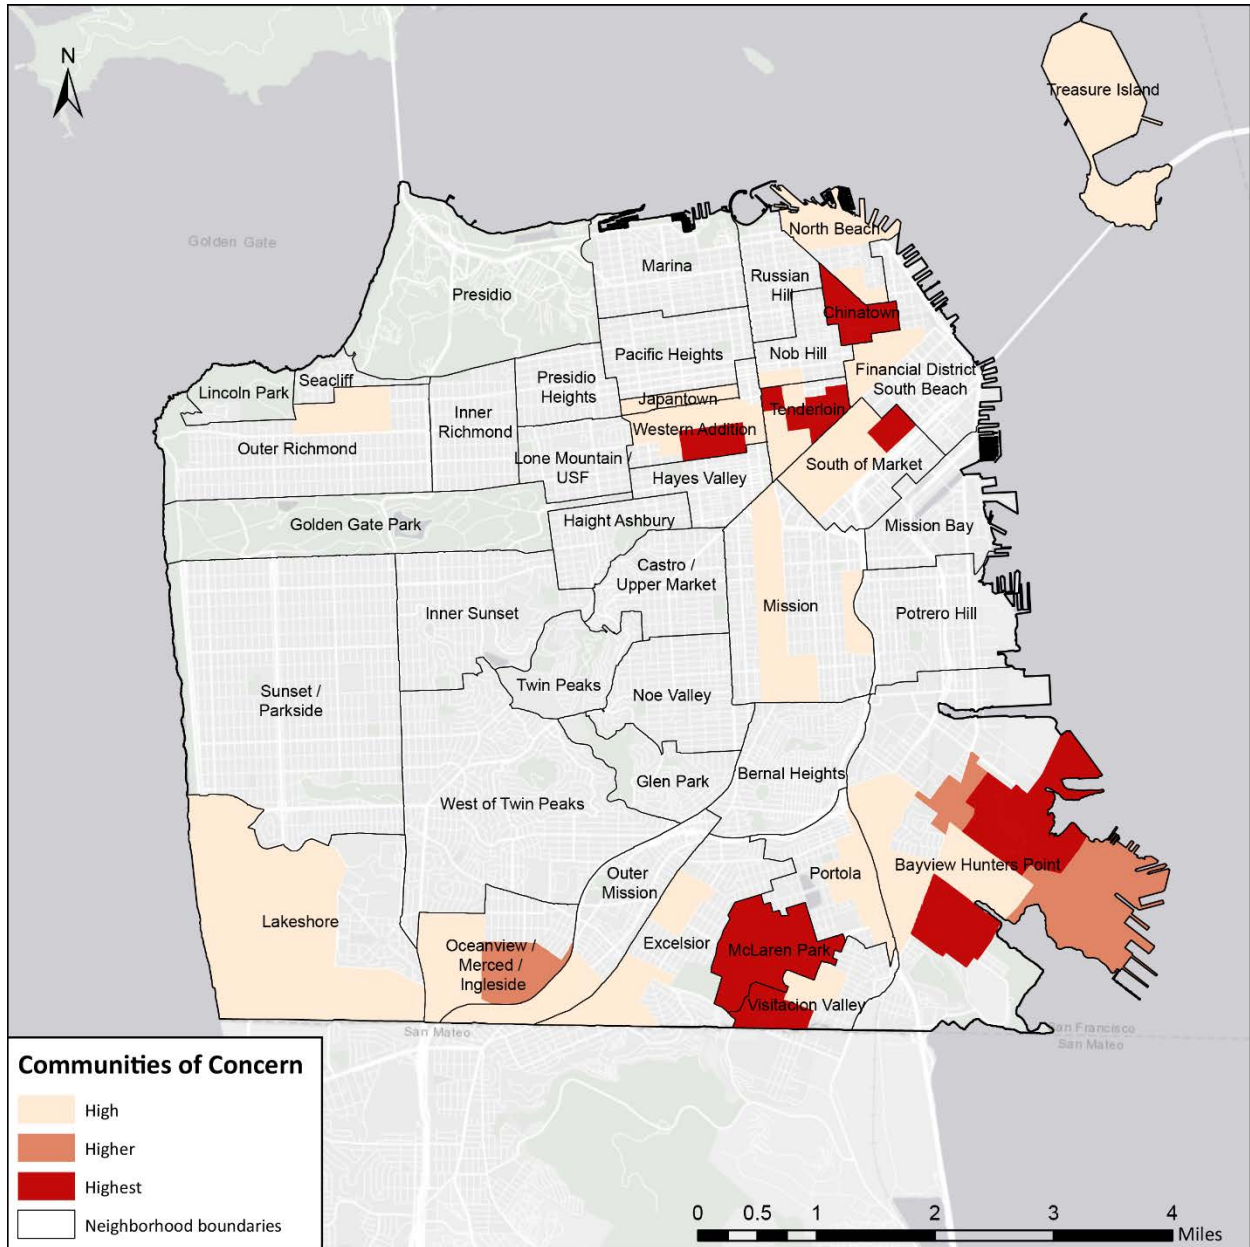 N
Treasure Island
Golden Gate
North Beach
Marina
Russian
Hill
Presidio
Chinatown
Pacific Heights
Nob Hill
Financial District
South Beach
Seacliff
Lincoln Park
Presidio
Heights
Japantown
Inner
Richmond
Tenderloin
Western Addition
Outer Richmond
Lone Mountain /
USF
South of Market
Hayes Valley
Golden Gate Park
Haight Ashbury
Mission Bay
Castro /
Upper Market
Inner Sunset
Mission
Potrero Hill
Sunset /
Parkside
Twin Peaks
Noe Valley
Glen Park
Bernal Heights
West of Twin Peaks
Outer
Mission
Portola
Bayview Hunters Point
Lakeshore
Oceanview /
Merced /
Ingleside
Excelsior
McLaren Park
Visitacion Valley
San Mateo
San Francisco
San Mateo
Communities of Concern
High
Higher
Highest
Neighborhood boundaries
0 0.5 1 2 3 4
Miles